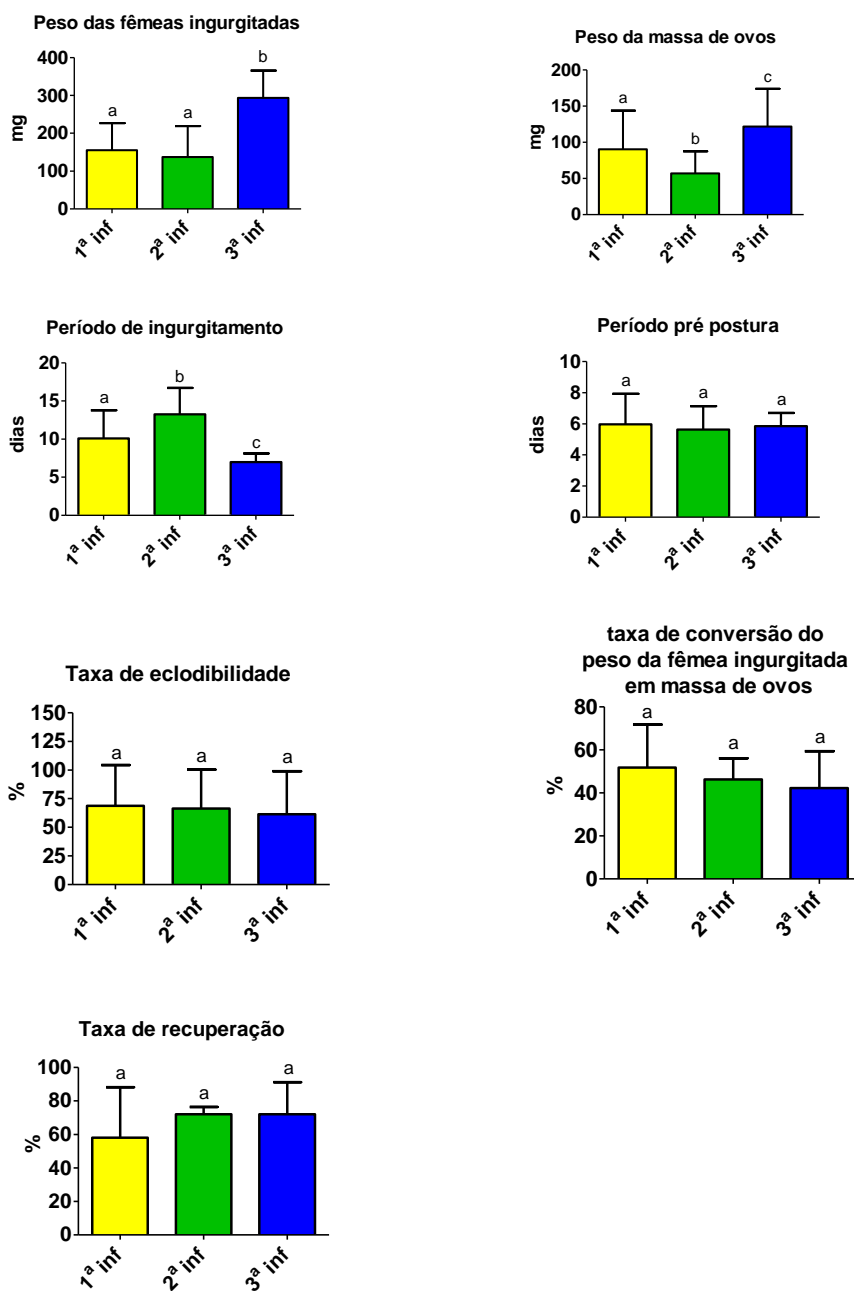 Peso das fêmeas ingurgitadas
400
300
200
100
0
mg
a
a
b
1ª inf
2ª inf
3ª inf
Peso da massa de ovos
200
150
100
50
0
mg
a
b
c
1ª inf
2ª inf
3ª inf
Período de ingurgitamento
20
15
10
5
0
dias
a
b
c
1ª inf
2ª inf
3ª inf
Período pré postura
10
8
6
4
2
0
dias
a
a
a
1ª inf
2ª inf
3ª inf
Taxa de eclodibilidade
150
125
100
75
50
25
0
%
a
a
a
1ª inf
2ª inf
3ª inf
taxa de conversão do
peso da fêmea ingurgitada
em massa de ovos
80
60
40
20
0
%
a
a
a
1ª inf
2ª inf
3ª inf
Taxa de recuperação
100
80
60
40
20
0
%
a
a
a
1ª inf
2ª inf
3ª inf